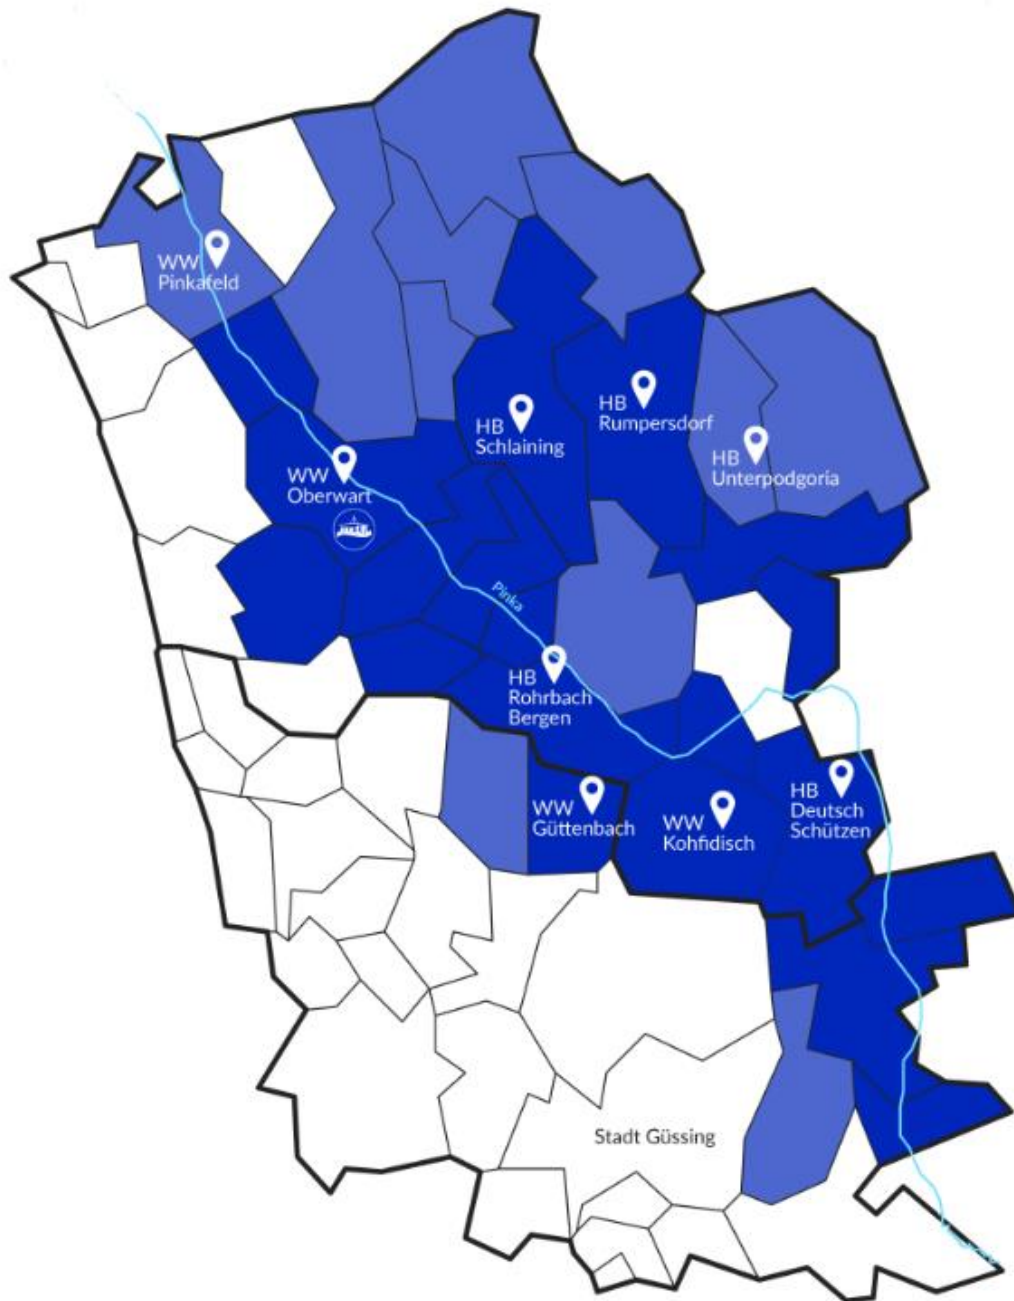 WW
Pinkafeld
HB
Schlaining
HB
Rumpersdorf
HB
Unterpodgoria
WW
Oberwart
Pinka
HB
Rohrbach
Bergen
WW
Güttenbach
WW
Kohfidisch
HB
Deutsch
Schützen
Stadt Güssing